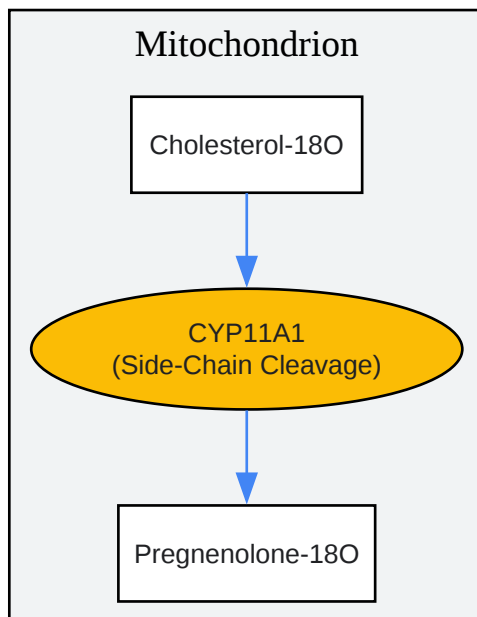 Mitochondrion
Cholesterol-18O
CYP11A1
(Side-Chain Cleavage)
Pregnenolone-18O